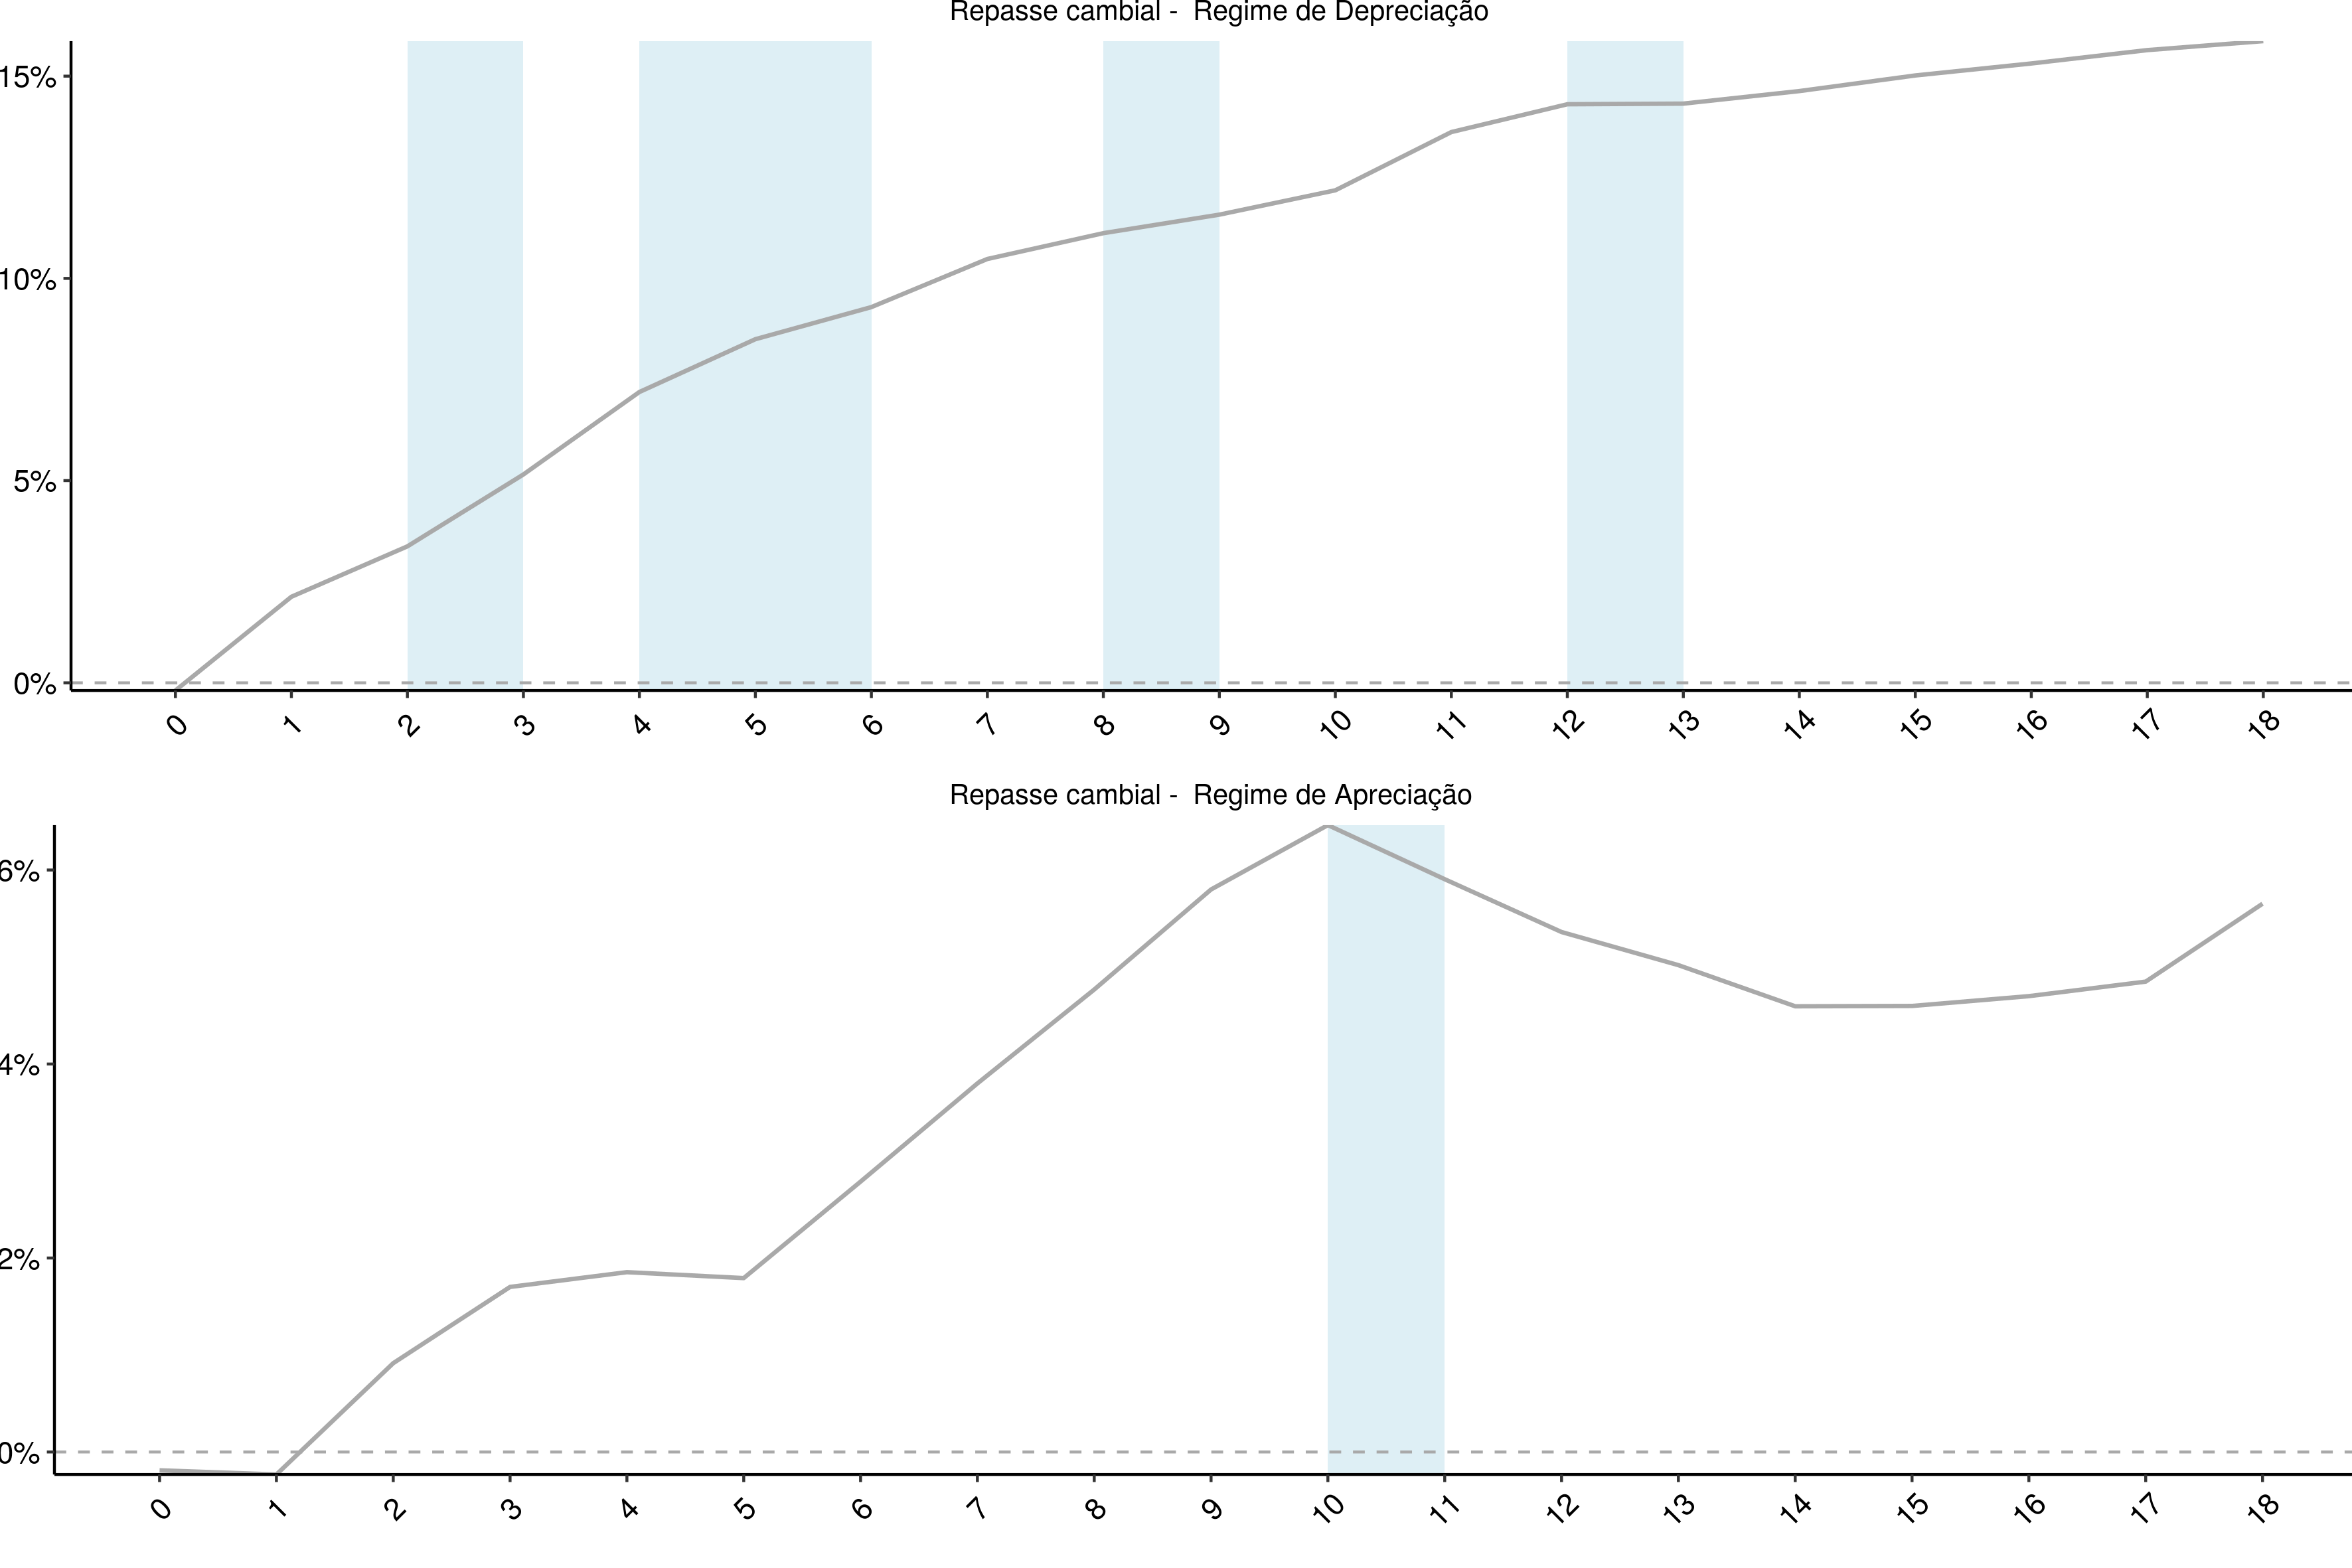 Repasse cambial -  Regime de Depreciação
15%
10%
5%
0%
0 1 2 3 4 5 6 7 8 9 10 11 12 13 14 15 16 17 18
Repasse cambial -  Regime de Apreciação
6%
4%
2%
0%
0 1 2 3 4 5 6 7 8 9 10 11 12 13 14 15 16 17 18